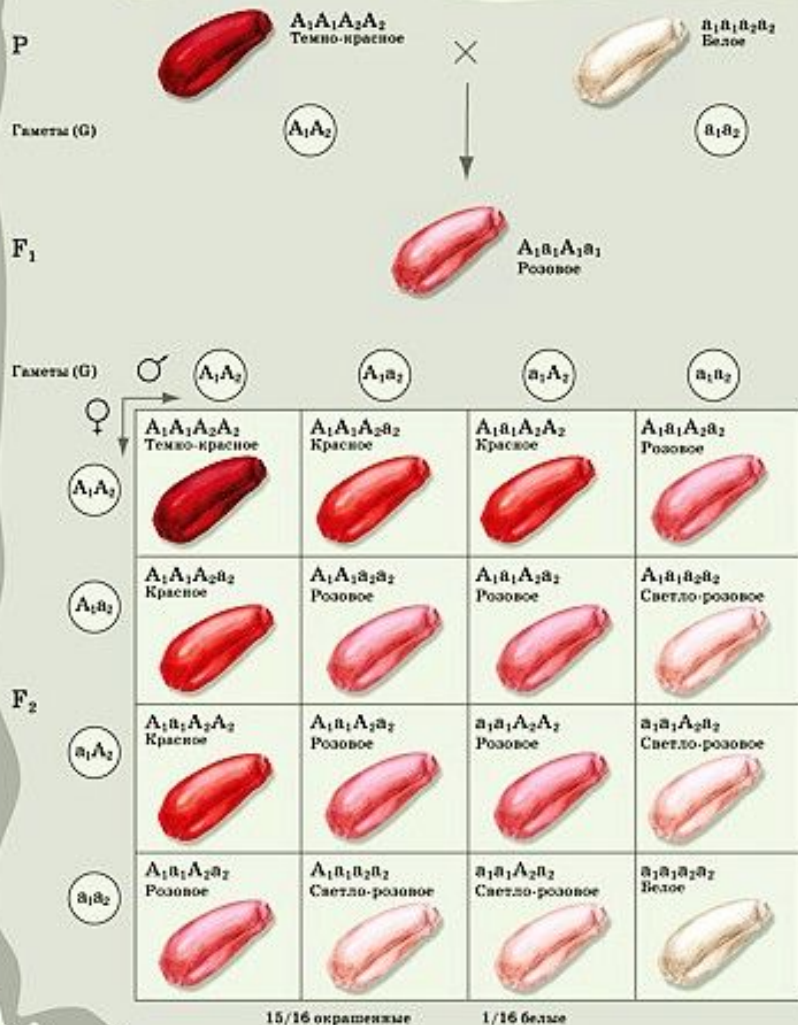 P
A₁A₁A₂A₂
Темно-красное
a₁a₁a₂a₂
Белое
Гаметы (G)
A₁A₂
a₁a₂
F₁
A₁a₁A₁a₁
Розовое
Гаметы (G)
A₁A₂ A₁a₂ a₁A₂ a₁a₂
F₂
A₁A₂
A₁A₁A₂A₂ A₁A₁A₂a₂ A₁a₁A₂A₂ A₁a₁A₂a₂
Темно-красное Красное Красное Розовое
A₁a₂
A₁A₁A₂a₂ A₁A₁a₂a₂ A₁a₁A₂a₂ A₁a₁a₂a₂
Красное Розовое Розовое Светло-розовое
a₁A₂
A₁a₁A₂A₂ A₁a₁A₂a₂ a₁a₁A₂A₂ a₁a₁A₂a₂
Красное Розовое Розовое Светло-розовое
a₁a₂
A₁a₁A₂a₂ A₁a₁a₂a₂ a₁a₁A₂a₂ a₁a₁a₂a₂
Розовое Светло-розовое Светло-розовое Белое
15/16 окрашенные 1/16 белые